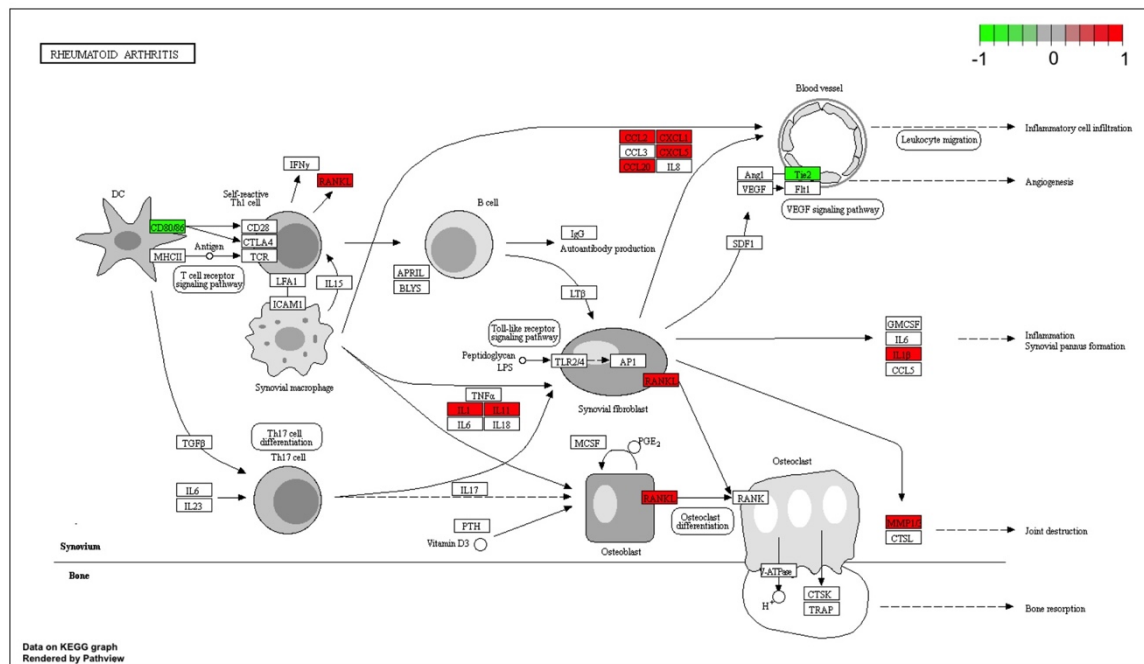 RHEUMATOID ARTHRITIS
-1 0 1
Blood vessel
IFNγ
RANKL
CCL2 CXCL1
CCL3 CXCL5
CCL20 IL8
Leukocyte migration
Inflammatory cell infiltration
DC
Self-reactive
Th1 cell
B cell
Ang1 Tie2
VEGF Flt1
Angiogenesis
VEGF signaling pathway
CD80/86
CD28
CTLA4
Antigen
MHCII
TCR
IgG
Autoantibody production
SDF1
T cell receptor
signaling pathway
LFA1
IL15
APRIL
BLYS
ICAM1
LTβ
Toll-like receptor
signaling pathway
GMCSF
IL6
IL1β
CCL5
Inflammation
Synovial pannus formation
Peptidoglycan
LPS
TLR2/4
AP1
RANKL
Synovial macrophage
Synovial fibroblast
TNFα
IL1 IL11
IL6 IL18
TGFβ
Th17 cell
differentiation
Th17 cell
MCSF
PGE2
Osteoclast
IL6
IL23
IL17
RANKL
RANK
Osteoclast
differentiation
PTH
Vitamin D3
Osteoblast
CTSL
Joint destruction
Synovium
Bone
V-ATPase
H+
CTSK
TRAP
Bone resorption
Data on KEGG graph
Rendered by Pathview